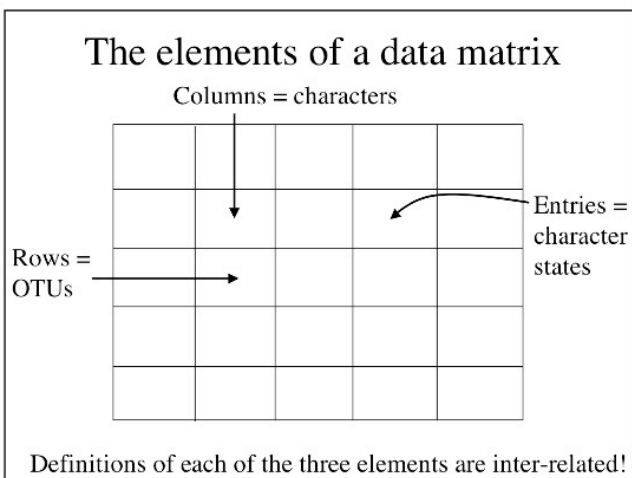 The elements of a data matrix
Columns = characters
Entries =
character
states
Rows =
OTUs
Definitions of each of the three elements are inter-related!